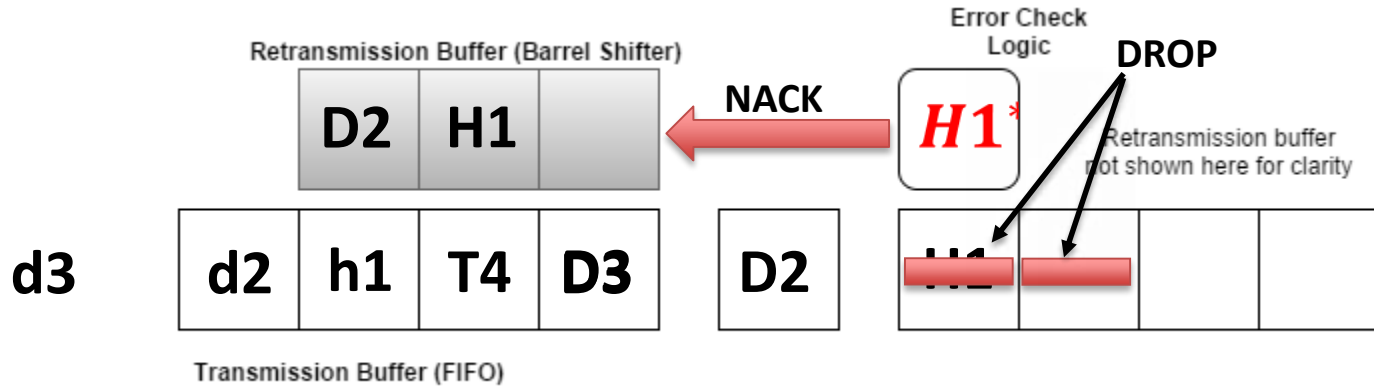 Error Check
Logic
Retransmission Buffer (Barrel Shifter)
DROP
D2 H1
NACK
H1*
Retransmission buffer
not shown here for clarity
d3 d2 h1 T4 D3 D2 H1
Transmission Buffer (FIFO)